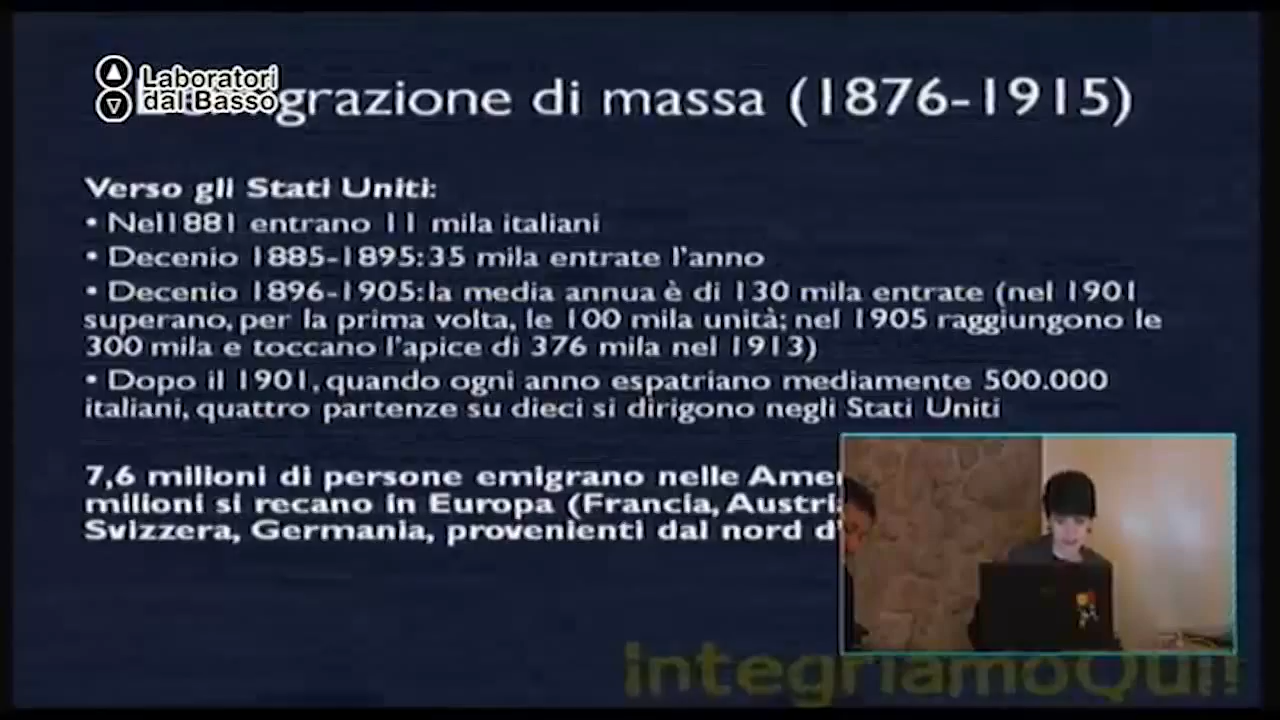 Laboratori
dal Basso
grazione di massa (1876-1915)
Verso gli Stati Uniti:
• Nel1881 entrano 11 mila italiani
• Decenio 1885-1895: 35 mila entrate l'anno
• Decenio 1896-1905: la media annua è di 130 mila entrate (nel 1901
superano, per la prima volta, le 100 mila unità; nel 1905 raggiungono le
300 mila e toccano l'apice di 376 mila nel 1913)
• Dopo il 1901, quando ogni anno espatriano mediamente 500.000
italiani, quattro partenze su dieci si dirigono negli Stati Uniti
7,6 milioni di persone emigrano nelle
milioni si recano in Europa (Francia,
Svizzera, Germania, provenienti dal nord
integriamoQui!